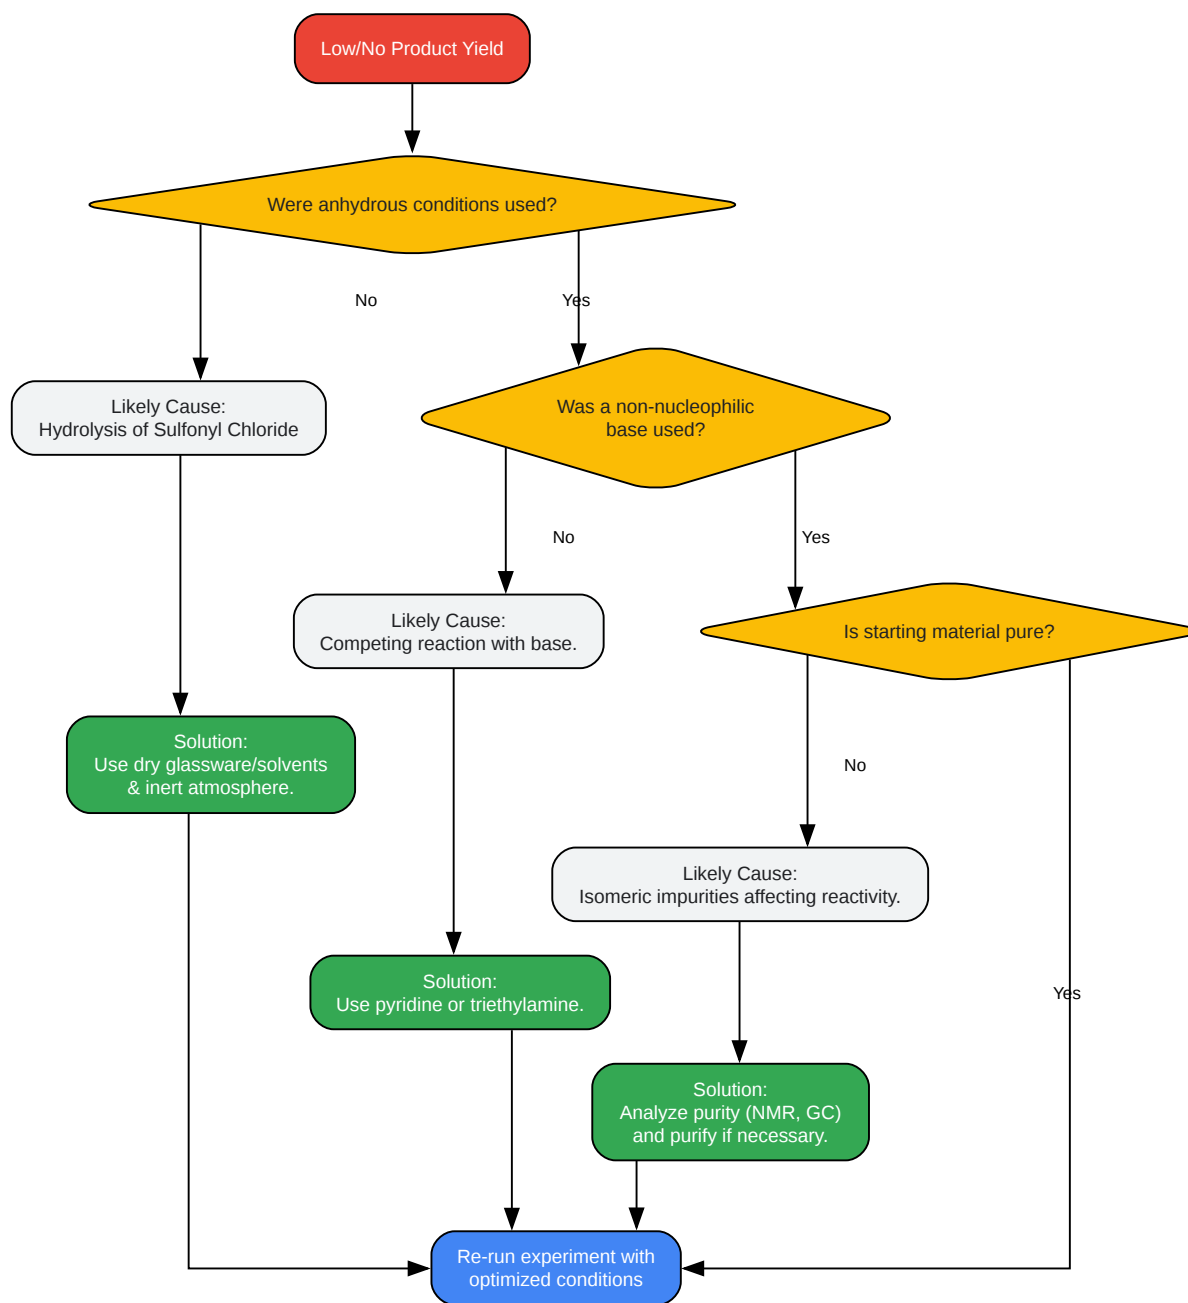 Low/No Product Yield
Were anhydrous conditions used?
No
Yes
Likely Cause:
Hydrolysis of Sulfonyl Chloride
Was a non-nucleophilic
base used?
No
Yes
Likely Cause:
Competing reaction with base.
Is starting material pure?
Solution:
Use dry glassware/solvents
& inert atmosphere.
No
Likely Cause:
Isomeric impurities affecting reactivity.
Solution:
Use pyridine or triethylamine.
Yes
Solution:
Analyze purity (NMR, GC)
and purify if necessary.
Re-run experiment with
optimized conditions